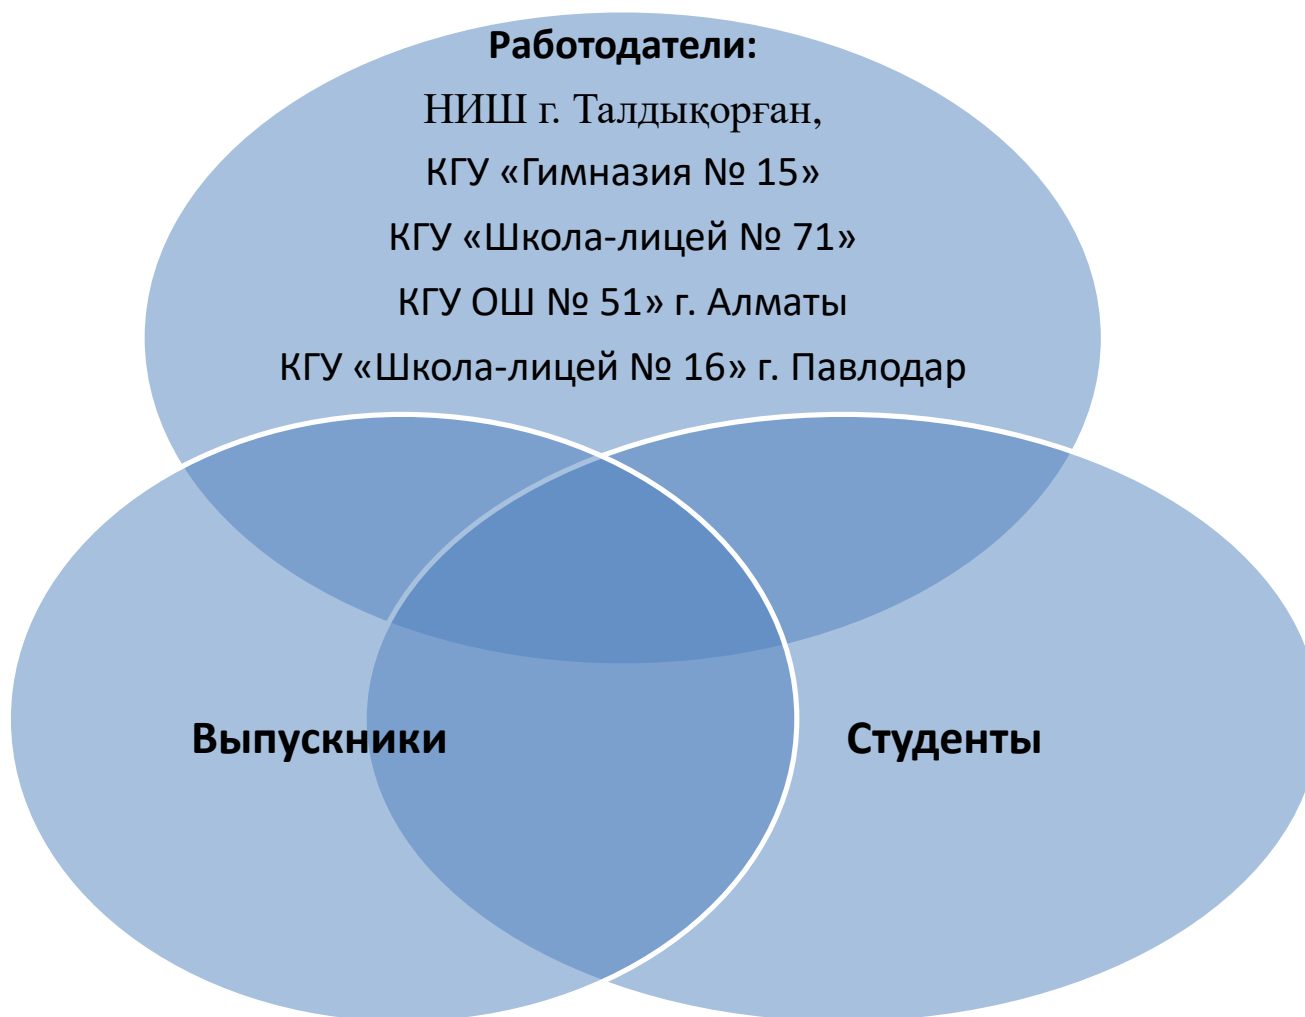 Работодатели:
НИШ г. Талдықорған,
КГУ «Гимназия № 15»
КГУ «Школа-лицей № 71»
КГУ ОШ № 51» г. Алматы
КГУ «Школа-лицей № 16» г. Павлодар
Выпускники
Студенты